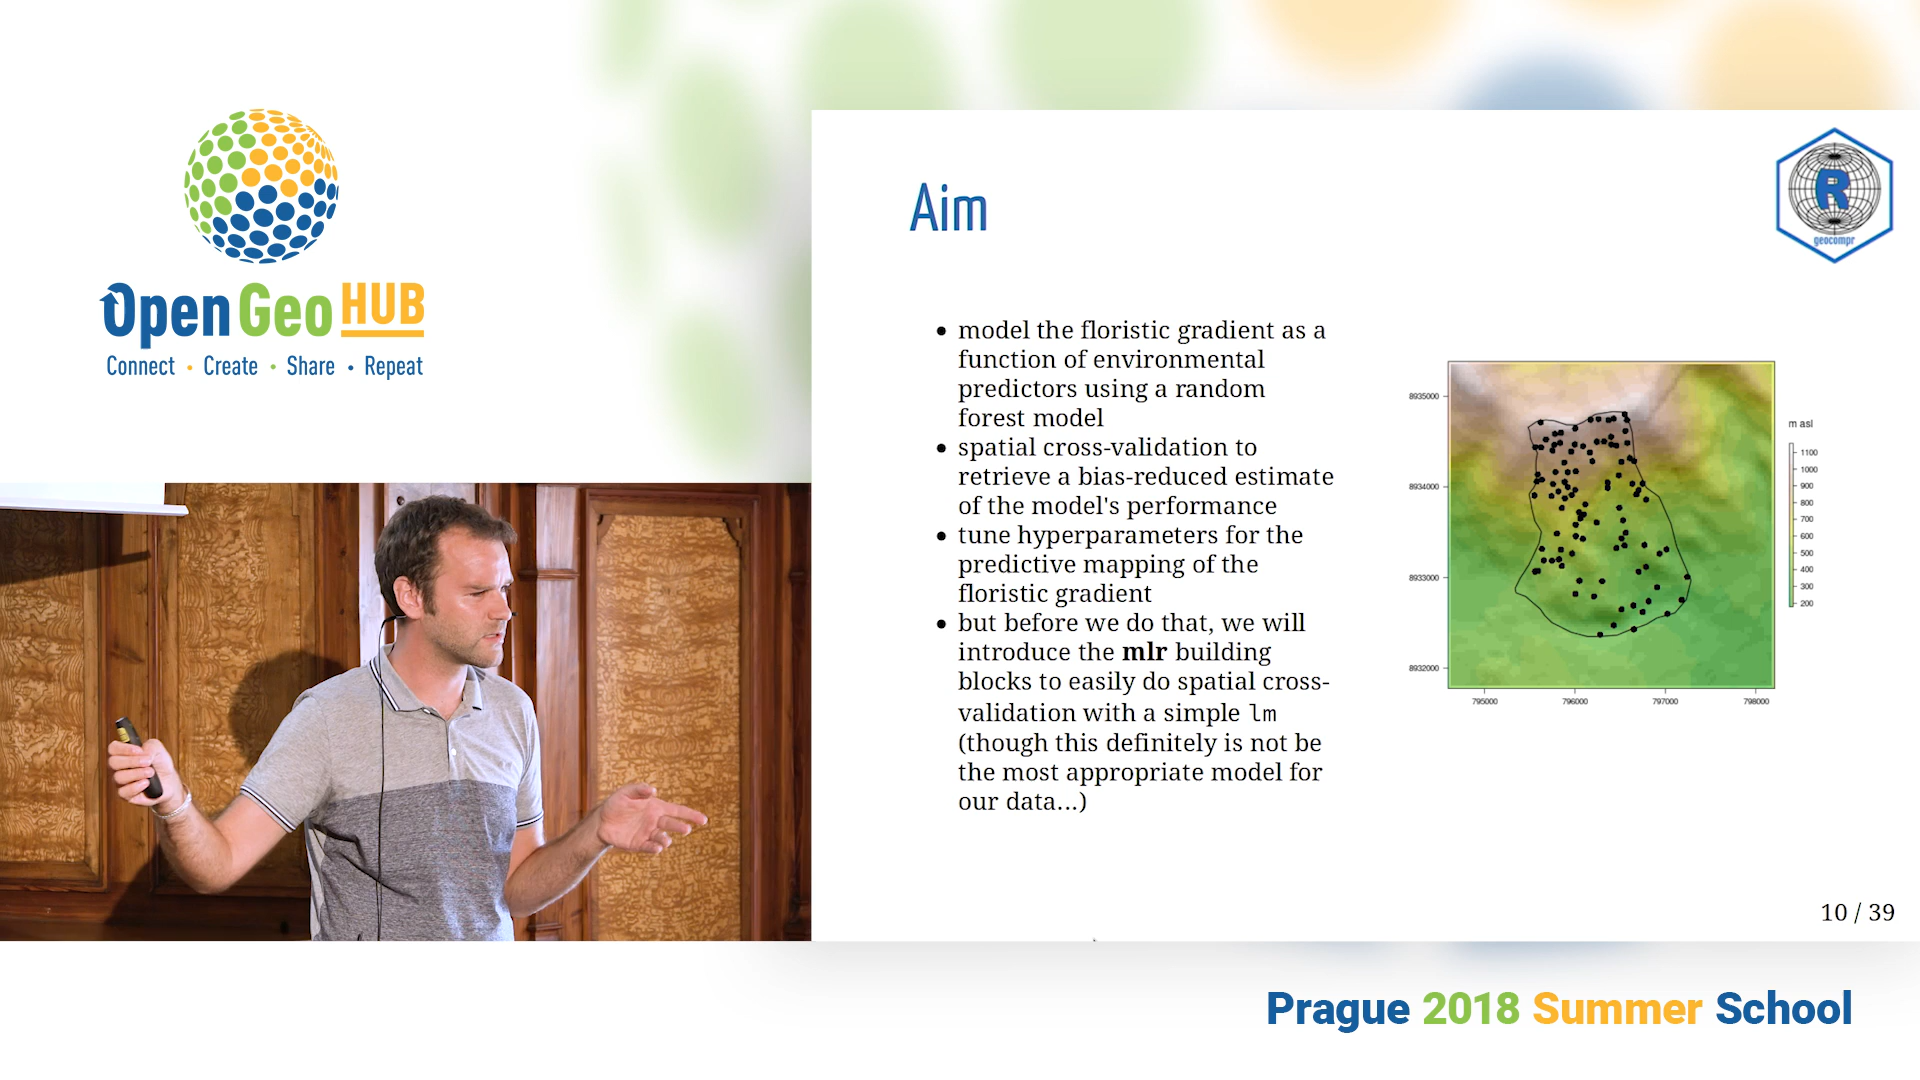 Open Geo HUB
Connect • Create • Share • Repeat
Aim
R
geocompr
• model the floristic gradient as a
function of environmental
predictors using a random
forest model
• spatial cross-validation to
retrieve a bias-reduced estimate
of the model's performance
• tune hyperparameters for the
predictive mapping of the
floristic gradient
• but before we do that, we will
introduce the mlr building
blocks to easily do spatial cross-
validation with a simple lm
(though this definitely is not be
the most appropriate model for
our data...)
8935000
8934000
8933000
8932000
795000 796000 797000 798000
m asl
1100
1000
900
800
700
600
500
400
300
200
10 / 39
Prague 2018 Summer School